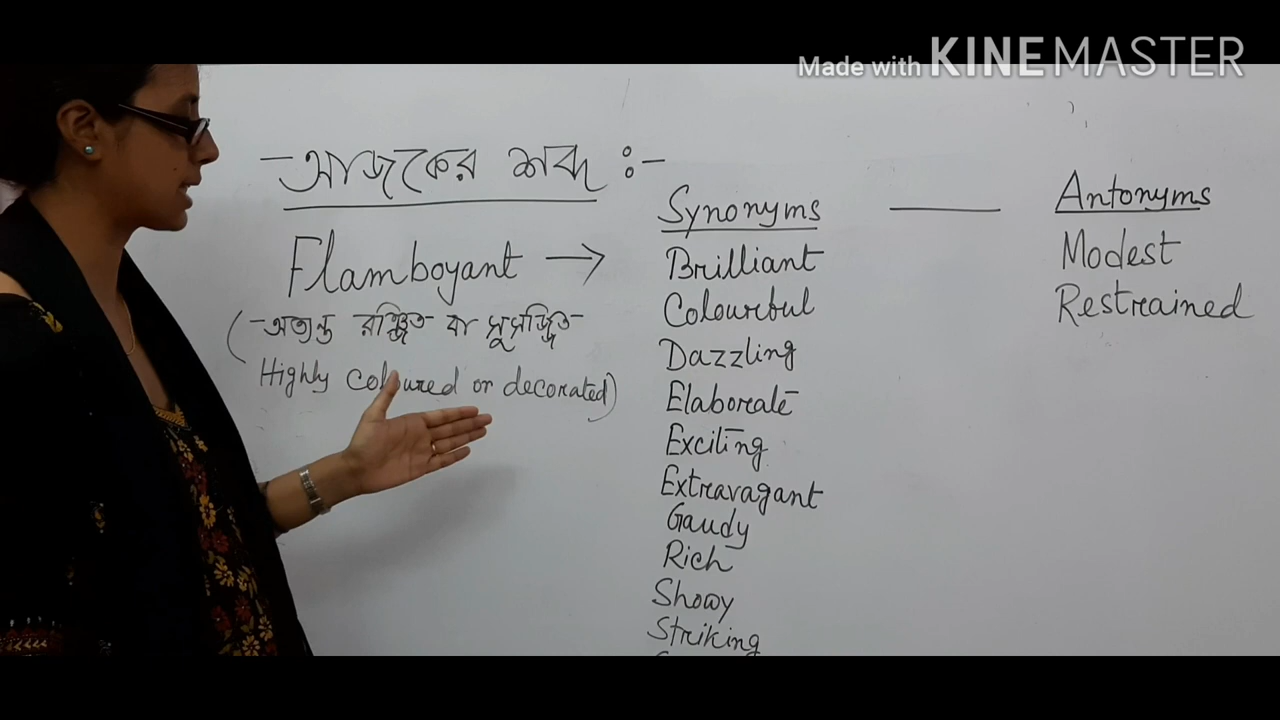 Made with KINEMASTER
-আজকের শব্দ :-
Flamboyant →
(-অত্যন্ত রঞ্জিত বা সুসজ্জিত-
Highly coloured or decorated)
Synonyms
Brilliant
Colourful
Dazzling
Elaborate
Exciting
Extravagant
Gaudy
Rich
Showy
Striking
Antonyms
Modest
Restrained